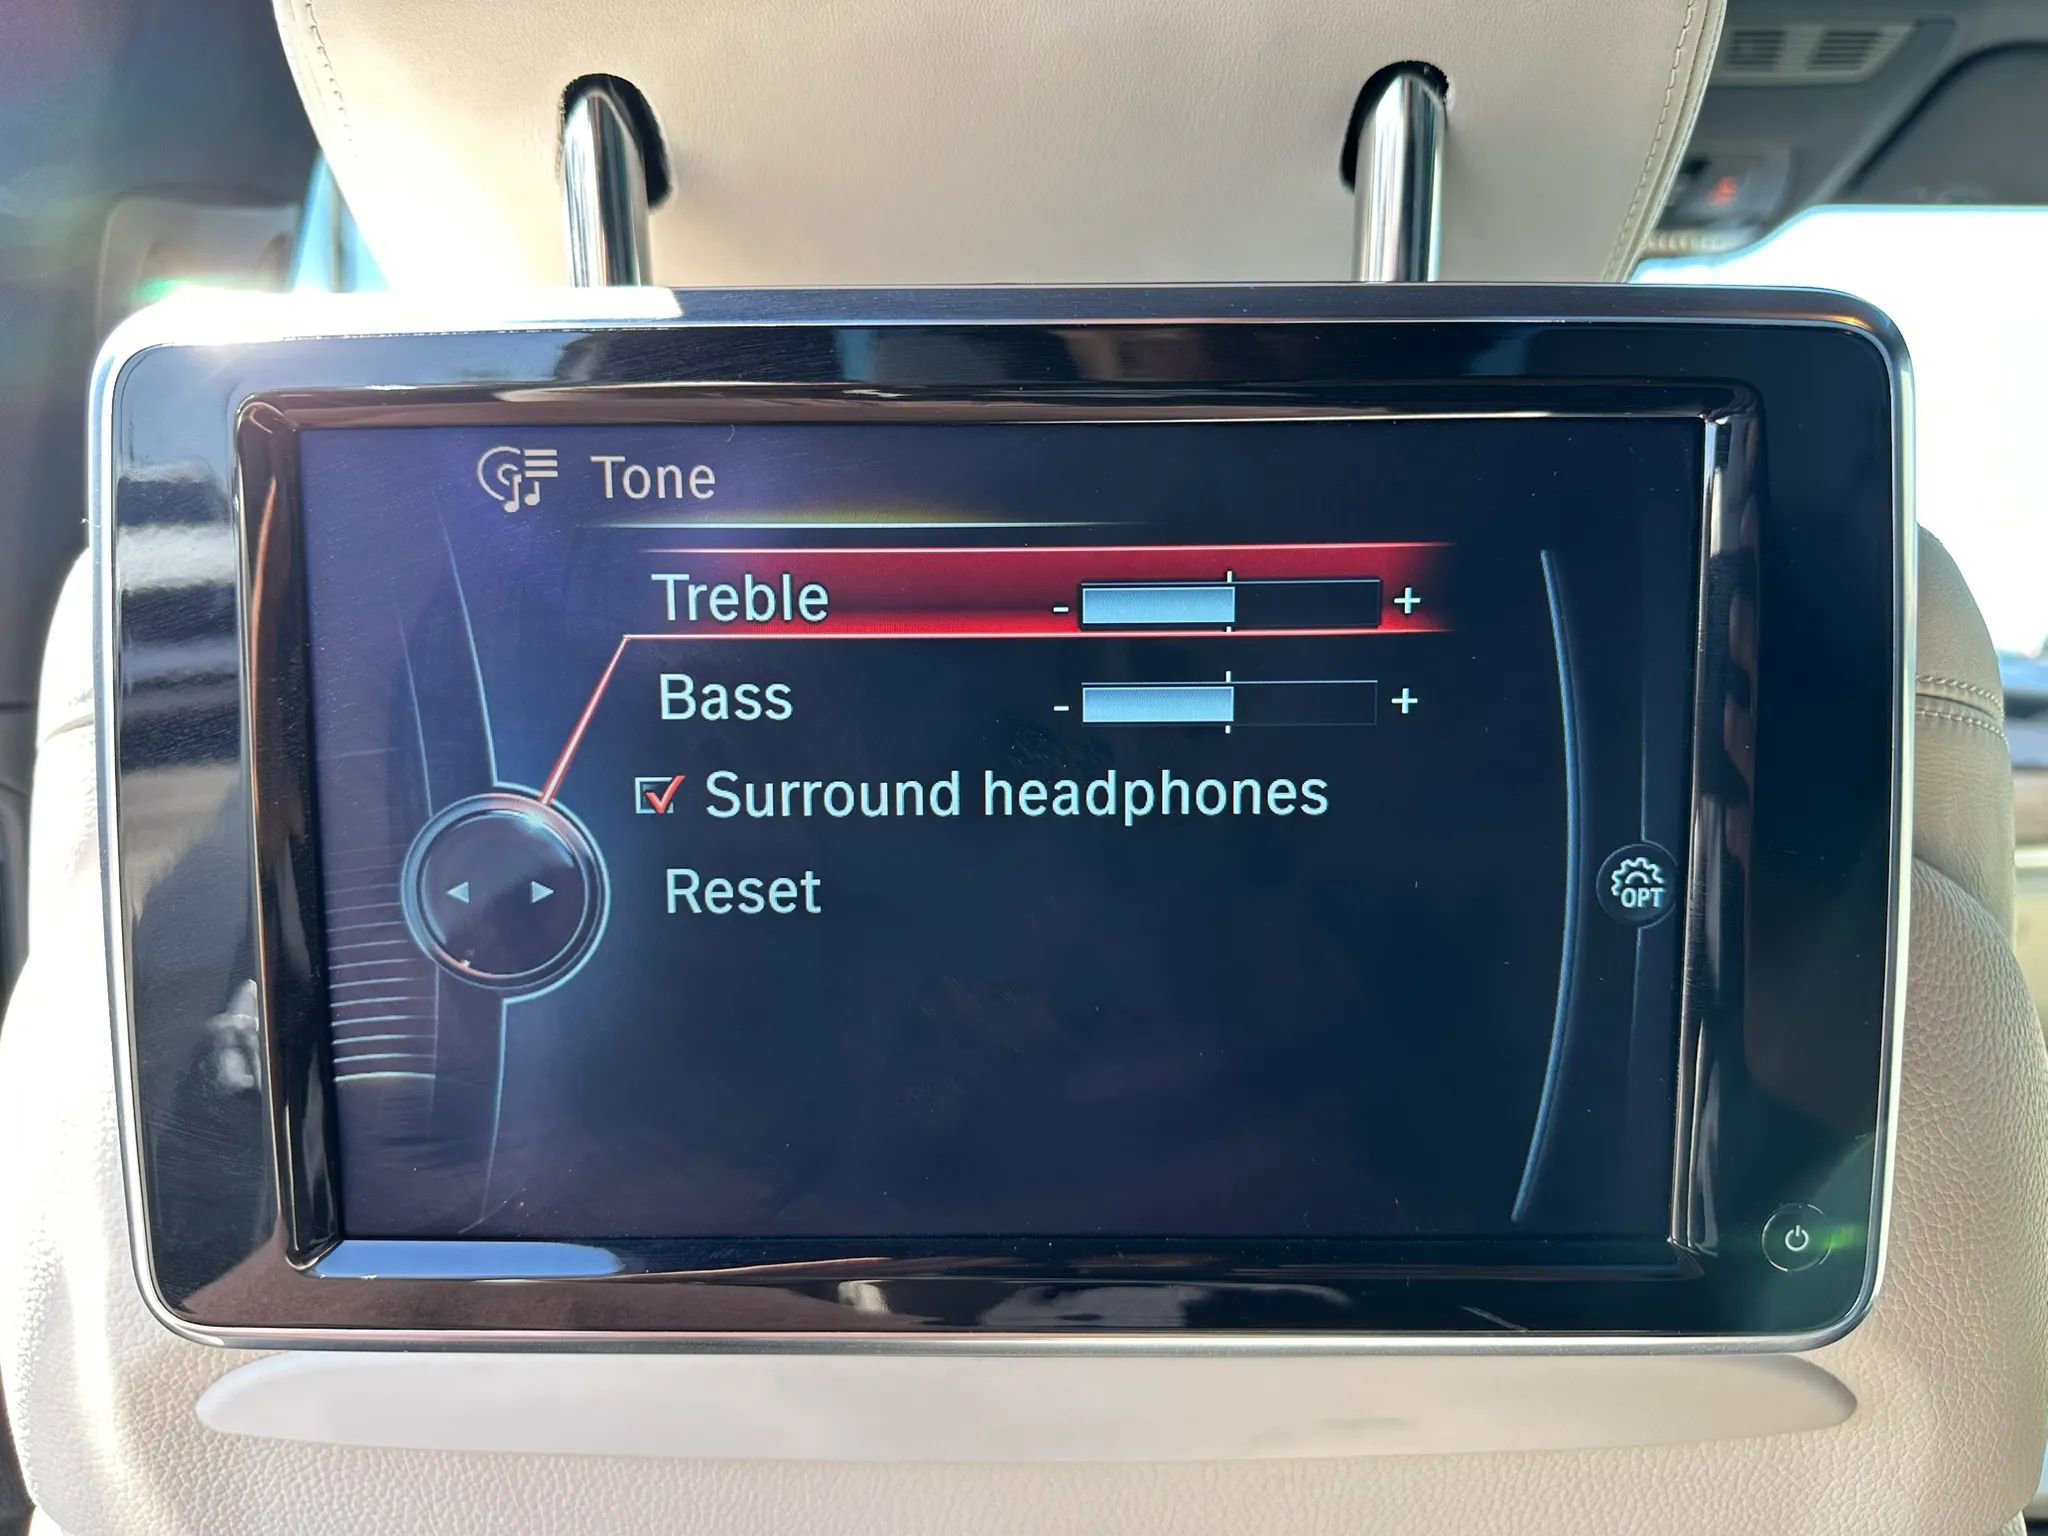 Tone
Treble - +
Bass - +
Surround headphones
Reset
OPT